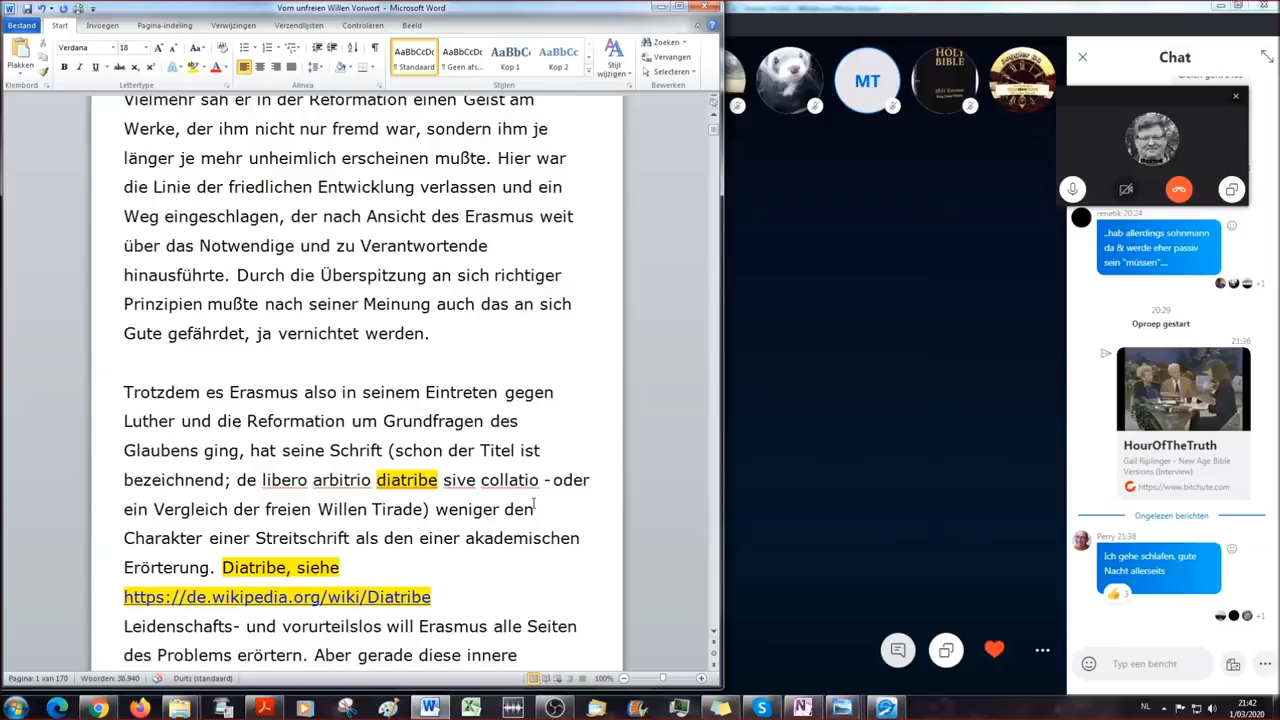 Vom unfreien Willen Vorwort - Microsoft Word
Bestand Start Invoegen Pagina-indeling Verwijzingen Verzendlijsten Controleren Beeld
Plakken
Klembord
Verdana 18
Lettertype
Alinea
AaBbCcDc AaBbCcDc AaBbC AaBbCc
Standaard Geen afs... Kop 1 Kop 2
Stijl
wijzigen
Stijlen
Zoeken
Vervangen
Selecteren
Bewerken
Vielmehr sah er in der Reformation einen Geist am
Werke, der ihm nicht nur fremd war, sondern ihm je
länger je mehr unheimlich erscheinen mußte. Hier war
die Linie der friedlichen Entwicklung verlassen und ein
Weg eingeschlagen, der nach Ansicht des Erasmus weit
über das Notwendige und zu Verantwortende
hinausführte. Durch die Überspitzung an sich richtiger
Prinzipien mußte nach seiner Meinung auch das an sich
Gute gefährdet, ja vernichtet werden.
Trotzdem es Erasmus also in seinem Eintreten gegen
Luther und die Reformation um Grundfragen des
Glaubens ging, hat seine Schrift (schon der Titel ist
bezeichnend; de libero arbitrio diatribe sive collatio -oder
ein Vergleich der freien Willen Tirade) weniger den
Charakter einer Streitschrift als den einer akademischen
Erörterung. Diatribe, siehe
https://de.wikipedia.org/wiki/Diatribe
Leidenschafts- und vorurteilslos will Erasmus alle Seiten
des Problems erörtern. Aber gerade diese innere
Pagina: 1 van 170 Woorden: 38.940 Duits (standaard) 100%
MT
HOLY
BIBLE
Chat
Bernd
renetik 20:24
..hab allerdings sohnmann
da & werde eher passiv
sein "müssen"....
+1
20:29
Oproep gestart
21:36
HourOfTheTruth
Gail Riplinger - New Age Bible
Versions (Interview)
https://www.bitchute...
Ongelezen berichten
Perry 21:38
Ich gehe schlafen, gute
Nacht allerseits
3
+1
Typ een bericht
NL
21:42
1/03/2020